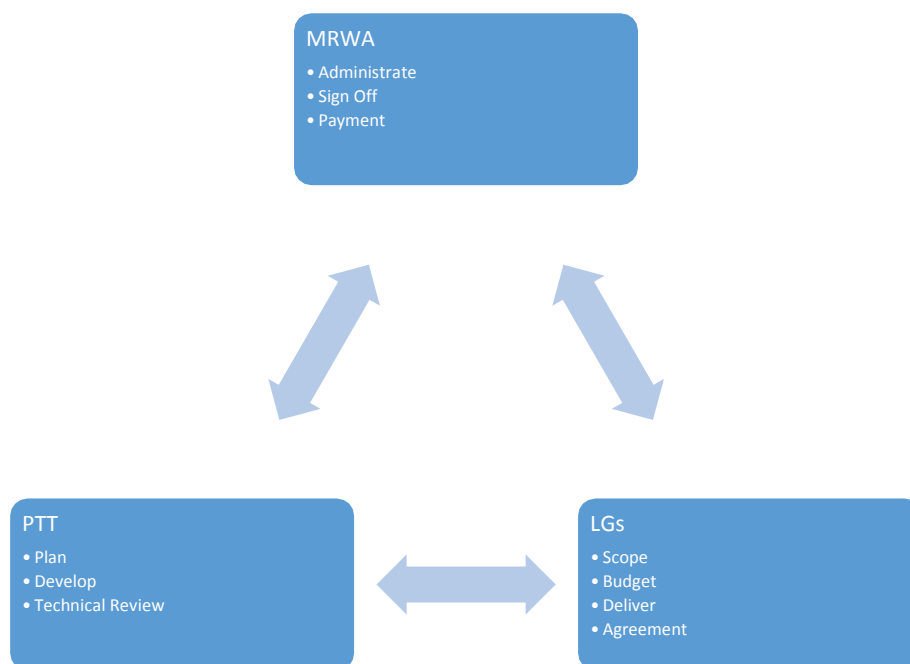 MRWA
• Administrate
• Sign Off
• Payment
PTT
• Plan
• Develop
• Technical Review
LGs
• Scope
• Budget
• Deliver
• Agreement